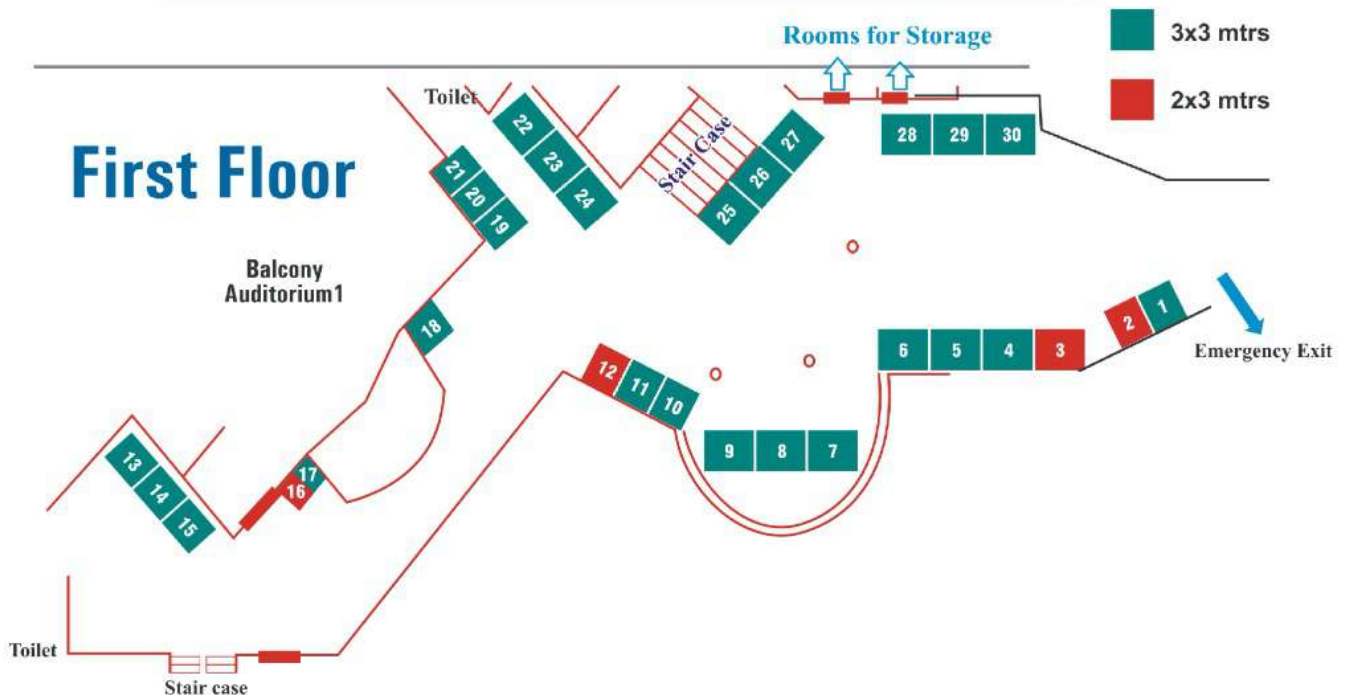 Rooms for Storage
3x3 mtrs
2x3 mtrs
Toilet
22
23
24
Stair Case
25
26
27
28 29 30
First Floor
21
20
19
Balcony
Auditorium1
18
2 1
Emergency Exit
6 5 4 3
12 11 10
9 8 7
13
14
15
17
16
Toilet
Stair case